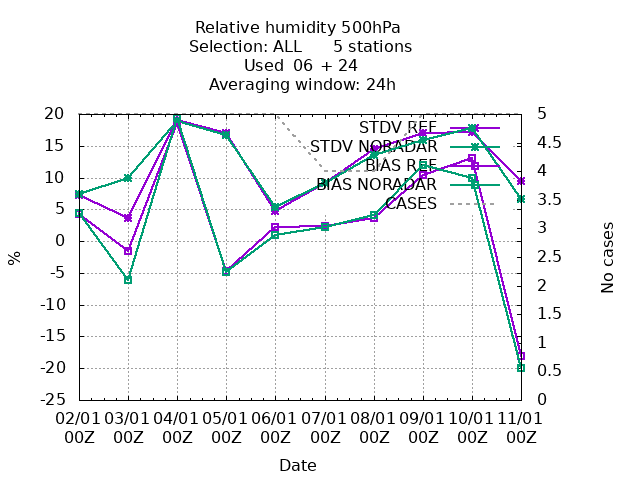 Relative humidity 500hPa
Selection: ALL 5 stations
Used 06 + 24
Averaging window: 24h
STDV REF
STDV NORADAR
BIAS REF
BIAS NORADAR
CASES
20
15
10
5
0
-5
-10
-15
-20
-25
%
5
4.5
4
3.5
3
2.5
2
1.5
1
0.5
0
No cases
02/01 03/01 04/01 05/01 06/01 07/01 08/01 09/01 10/01 11/01
00Z 00Z 00Z 00Z 00Z 00Z 00Z 00Z 00Z 00Z
Date